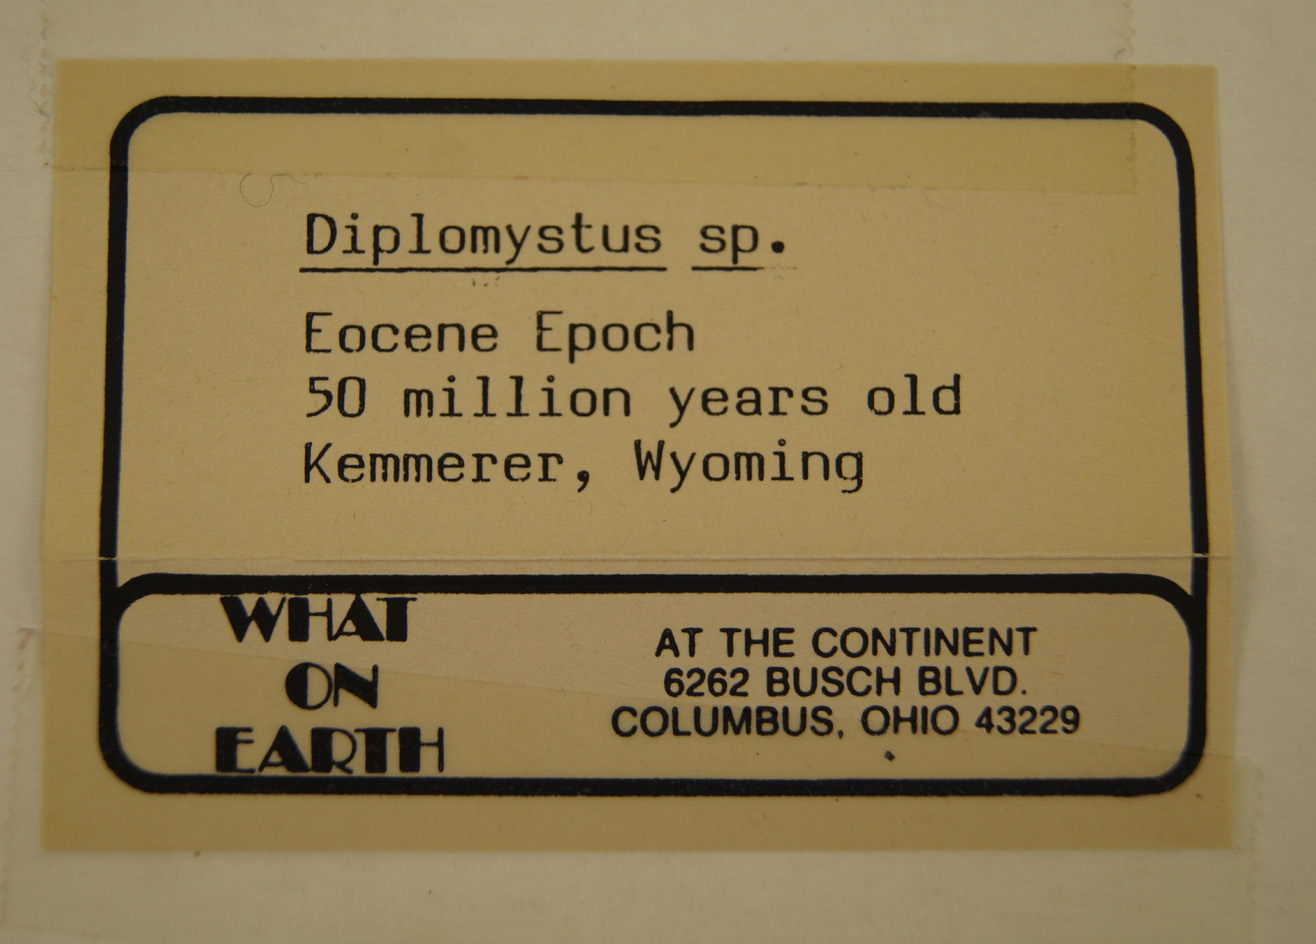 Diplomystus sp.
Eocene Epoch
50 million years old
Kemmerer, Wyoming
WHAT
ON
EARTH
AT THE CONTINENT
6262 BUSCH BLVD.
COLUMBUS, OHIO 43229